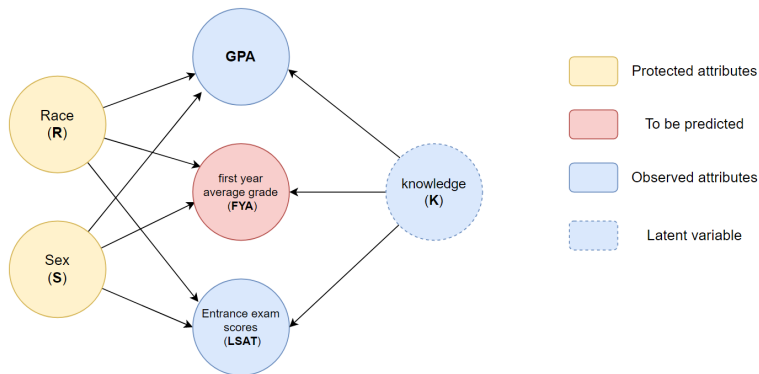 GPA
Race
(R)
first year
average grade
(FYA)
knowledge
(K)
Sex
(S)
Entrance exam
scores
(LSAT)
Protected attributes
To be predicted
Observed attributes
Latent variable